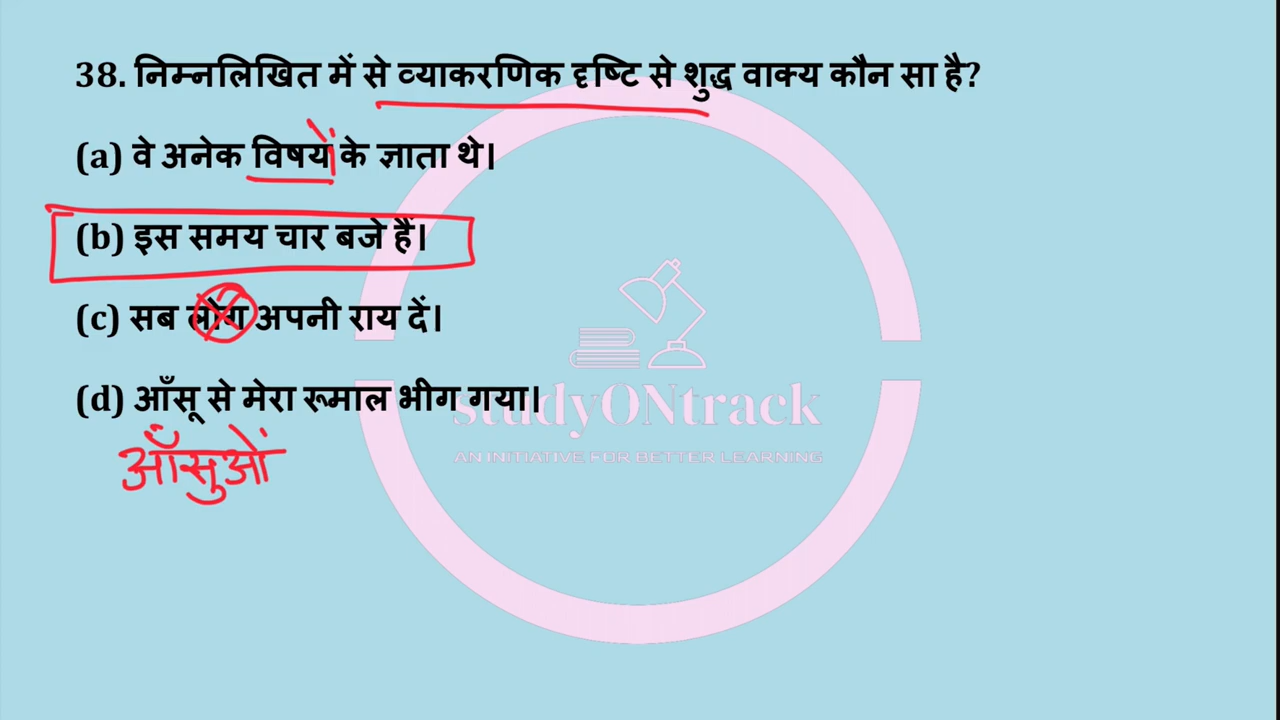 38. निम्नलिखित में से व्याकरणिक दृष्टि से शुद्ध वाक्य कौन सा है?
(a) वे अनेक विषयों के ज्ञाता थे।
(b) इस समय चार बजे हैं।
(c) सब लोग अपनी राय दें।
(d) आँसू से मेरा रूमाल भीग गया।
आँसुओं
studyONtrack
AN INITIATIVE FOR BETTER LEARNING